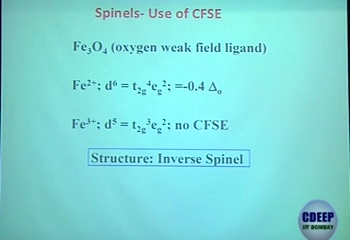 Spinels- Use of CFSE
Fe₃O₄ (oxygen weak field ligand)
Fe²⁺; d⁶ = t₂g⁴eg²; =-0.4 Δₒ
Fe³⁺; d⁵ = t₂g³eg²; no CFSE
Structure: Inverse Spinel
CDEEP
IIT BOMBAY